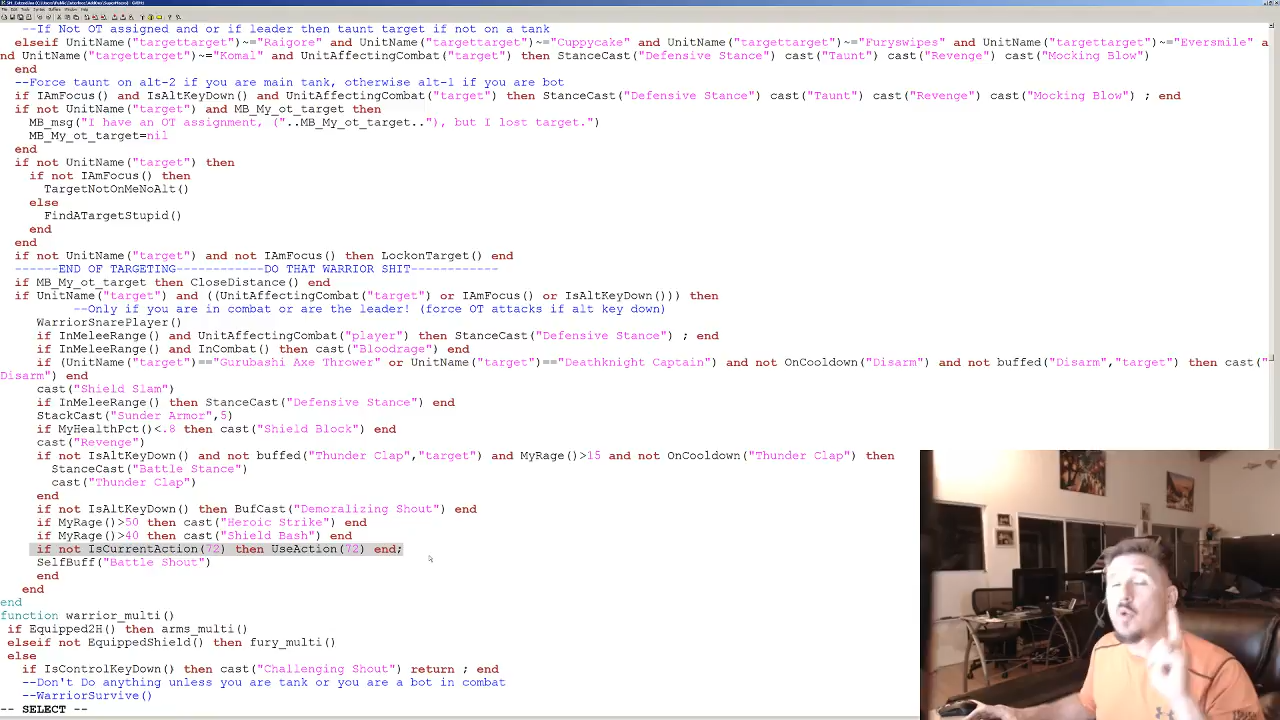 --If Not OT assigned and or if leader then taunt target if not on a tank
elseif UnitName("targettarget")~="Raigore" and UnitName("targettarget")~="Cuppycake" and UnitName("targettarget")~="Furyswipes" and UnitName("targettarget")~="Eversmile" a
nd UnitName("targettarget")~="Komal" and UnitAffectingCombat("target") then StanceCast("Defensive Stance") cast("Taunt") cast("Revenge") cast("Mocking Blow")
end
--Force taunt on alt-2 if you are main tank, otherwise alt-1 if you are bot
if IAmFocus() and IsAltKeyDown() and UnitAffectingCombat("target") then StanceCast("Defensive Stance") cast("Taunt") cast("Revenge") cast("Mocking Blow") ; end
if not UnitName("target") and MB_My_ot_target then
MB_msg("I have an OT assignment, ("..MB_My_ot_target.."), but I lost target.")
MB_My_ot_target=nil
end
if not UnitName("target") then
if not IAmFocus() then
TargetNotOnMeNoAlt()
else
FindATargetStupid()
end
end
if not UnitName("target") and not IAmFocus() then LockonTarget() end
------END OF TARGETING------------DO THAT WARRIOR SHIT------------
if MB_My_ot_target then CloseDistance() end
if UnitName("target") and ((UnitAffectingCombat("target") or IAmFocus() or IsAltKeyDown())) then
--Only if you are in combat or are the leader! (force OT attacks if alt key down)
WarriorSnarePlayer()
if InMeleeRange() and UnitAffectingCombat("player") then StanceCast("Defensive Stance") ; end
if InMeleeRange() and InCombat() then cast("Bloodrage") end
if (UnitName("target")=="Gurubashi Axe Thrower" or UnitName("target")=="Deathknight Captain") and not OnCooldown("Disarm") and not buffed("Disarm","target") then cast("
Disarm") end
cast("Shield Slam")
if InMeleeRange() then StanceCast("Defensive Stance") end
StackCast("Sunder Armor",5)
if MyHealthPct()<.8 then cast("Shield Block") end
cast("Revenge")
if not IsAltKeyDown() and not buffed("Thunder Clap","target") and MyRage()>15 and not OnCooldown("Thunder Clap") then
StanceCast("Battle Stance")
cast("Thunder Clap")
end
if not IsAltKeyDown() then BufCast("Demoralizing Shout") end
if MyRage()>50 then cast("Heroic Strike") end
if MyRage()>40 then cast("Shield Bash") end
if not IsCurrentAction(72) then UseAction(72) end;
SelfBuff("Battle Shout")
end
end
end
function warrior_multi()
if Equipped2H() then arms_multi()
elseif not EquippedShield() then fury_multi()
else
if IsControlKeyDown() then cast("Challenging Shout") return ; end
--Don't Do anything unless you are tank or you are a bot in combat
--WarriorSurvive()
-- SELECT --